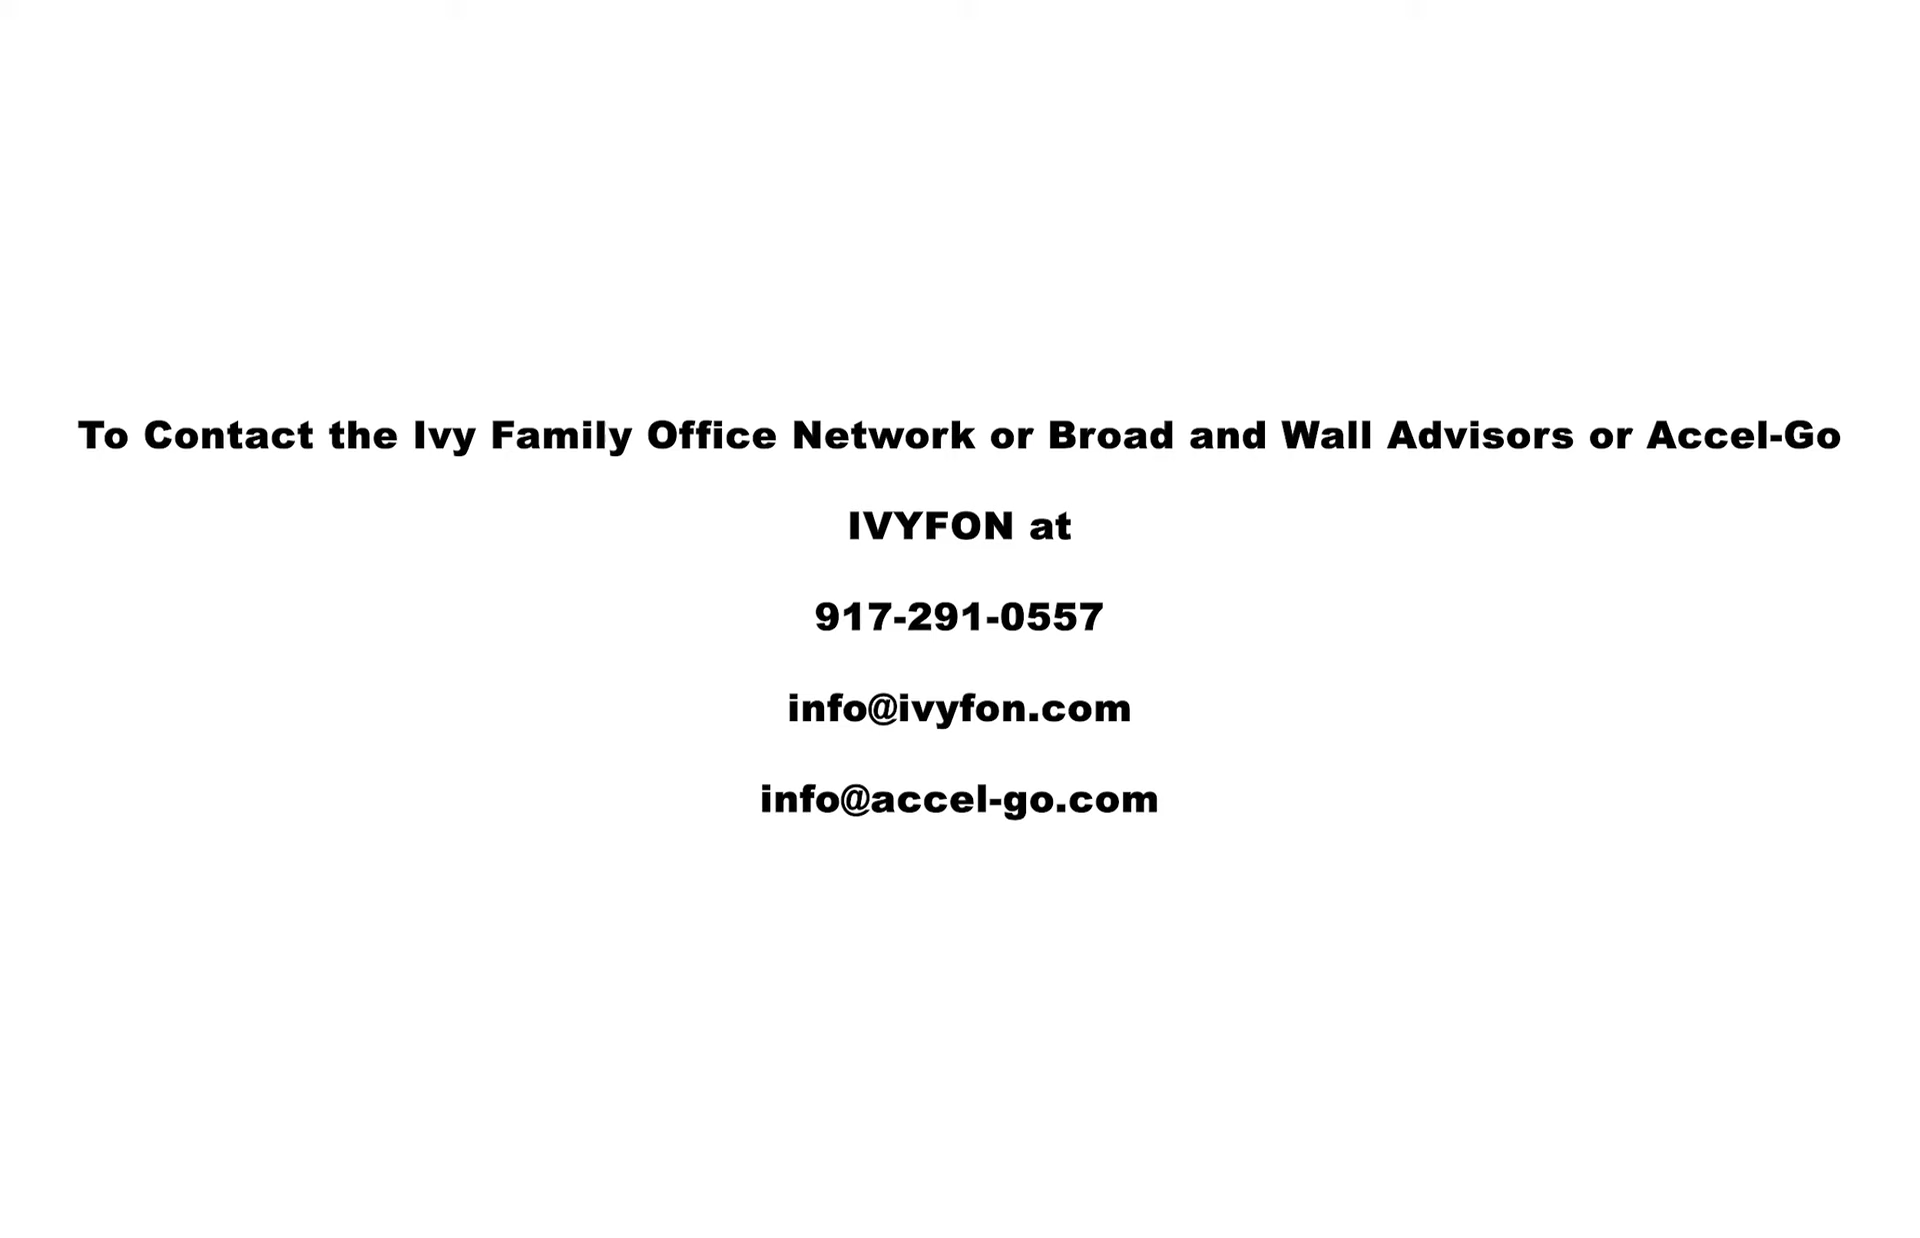 To Contact the Ivy Family Office Network or Broad and Wall Advisors or Accel-Go
IVYFON at
917-291-0557
info@ivyfon.com
info@accel-go.com